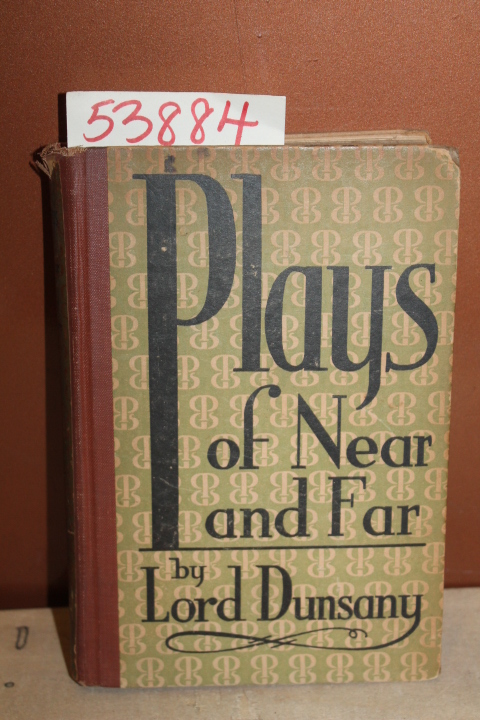 53884
Plays
of Near
and Far
by
Lord Dunsany